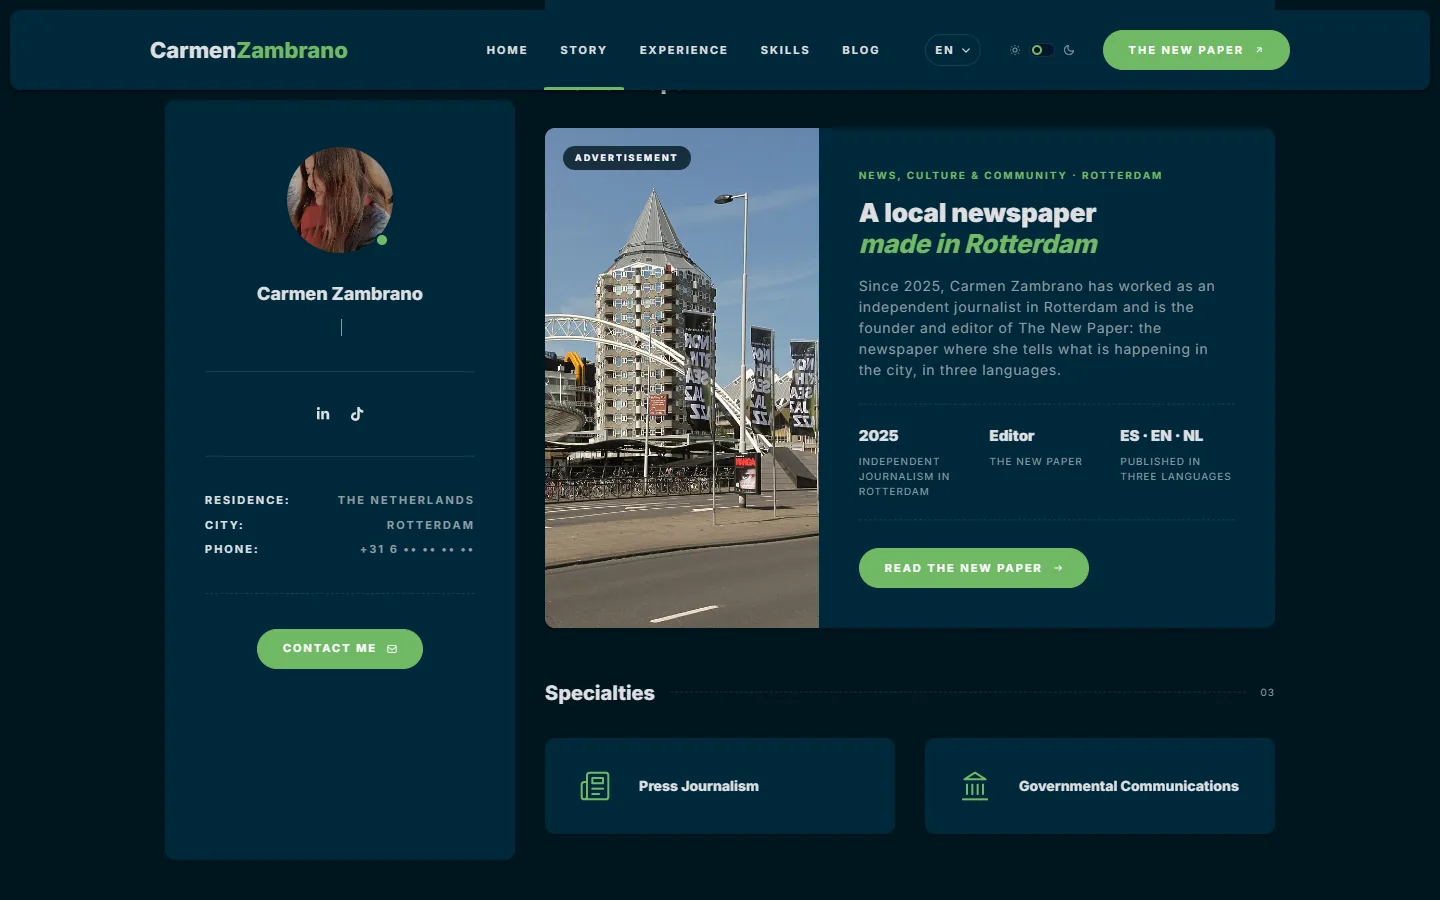 CarmenZambrano
HOME
STORY
EXPERIENCE
SKILLS
BLOG
EN
THE NEW PAPER
Carmen Zambrano
in
RESIDENCE: THE NETHERLANDS
CITY: ROTTERDAM
PHONE: +31 6 •• •• •• ••
CONTACT ME
ADVERTISEMENT
NEWS, CULTURE & COMMUNITY · ROTTERDAM
A local newspaper
made in Rotterdam
Since 2025, Carmen Zambrano has worked as an
independent journalist in Rotterdam and is the
founder and editor of The New Paper: the
newspaper where she tells what is happening in
the city, in three languages.
2025
INDEPENDENT
JOURNALISM IN
ROTTERDAM
Editor
THE NEW PAPER
ES · EN · NL
PUBLISHED IN
THREE LANGUAGES
READ THE NEW PAPER
Specialties
03
Press Journalism
Governmental Communications